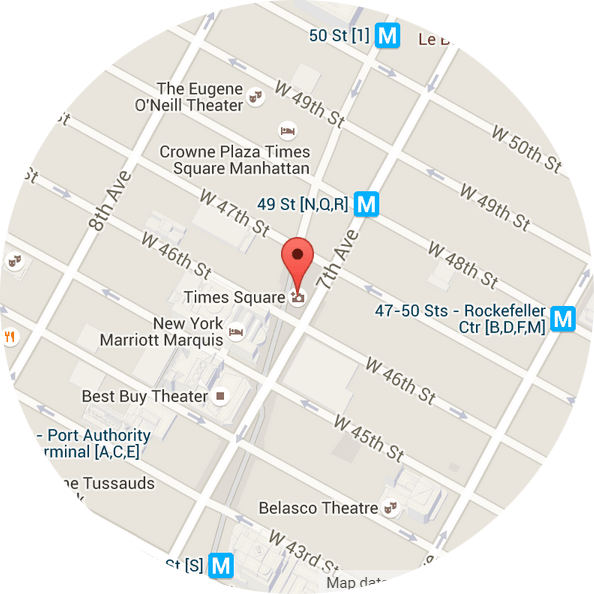 50 St [1]
M
Le B
The Eugene
O'Neill Theater
W 49th St
W 50th St
Crowne Plaza Times
Square Manhattan
49 St [N,Q,R]
M
8th Ave
W 47th St
W 49th St
St
7th Ave
W 46th St
W 48th St
Times Square
47-50 Sts - Rockefeller
Ctr [B,D,F,M]
M
New York
Marriott Marquis
W 46th St
Best Buy Theater
W 45th St
- Port Authority
rminal [A,C,E]
ne Tussauds
Belasco Theatre
W 43rd St
St [S]
M
Map data